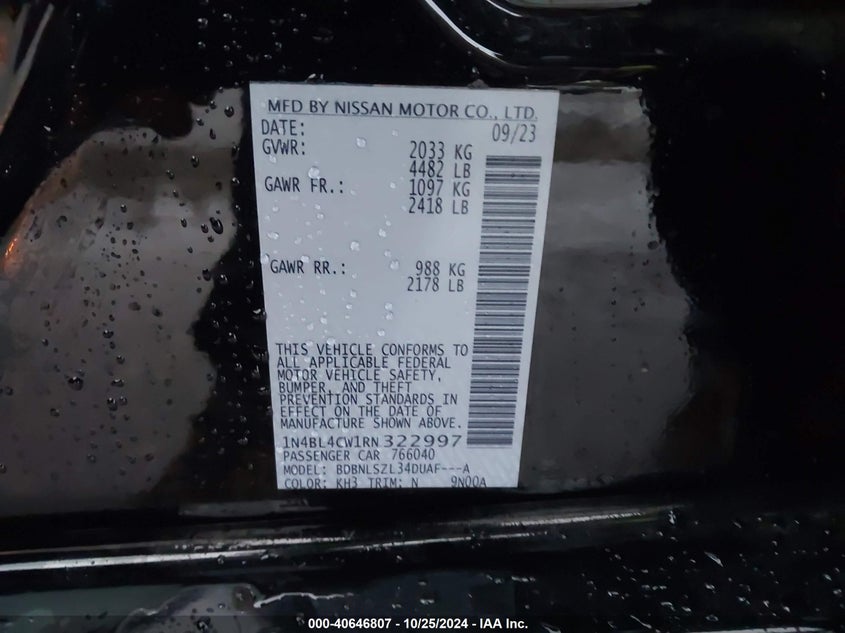 MFD BY NISSAN MOTOR CO., LTD.
DATE: 09/23
GVWR: 2033 KG
4482 LB
GAWR FR.: 1097 KG
2418 LB
GAWR RR.: 988 KG
2178 LB
THIS VEHICLE CONFORMS TO
ALL APPLICABLE FEDERAL
MOTOR VEHICLE SAFETY,
BUMPER, AND THEFT
PREVENTION STANDARDS IN
EFFECT ON THE DATE OF
MANUFACTURE SHOWN ABOVE.
1N4BL4CW1RN322997
PASSENGER CAR 766040
MODEL: BDBNLSZL34DUAF---A
COLOR: KH3 TRIM: N 9N00A
000-40646807 - 10/25/2024 - IAA Inc.